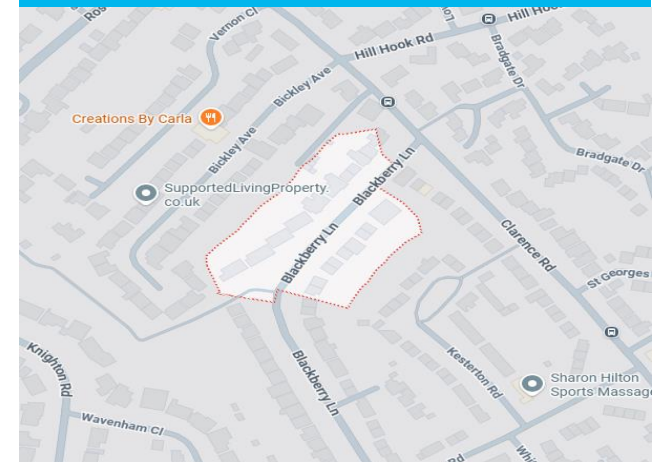 Vernon Cl
Hill Hook Rd
Bickley Ave
Bradgate Dr
Creations By Carla
Bickley Ave
Blackberry Ln
Bradgate Dr
SupportedLivingProperty.
co.uk
Clarence Rd
Blackberry Ln
St Georges
Knighton Rd
Blackberry Ln
Kesterton Rd
Sharon Hilton
Sports Massage
Wavenham Cl
Rd